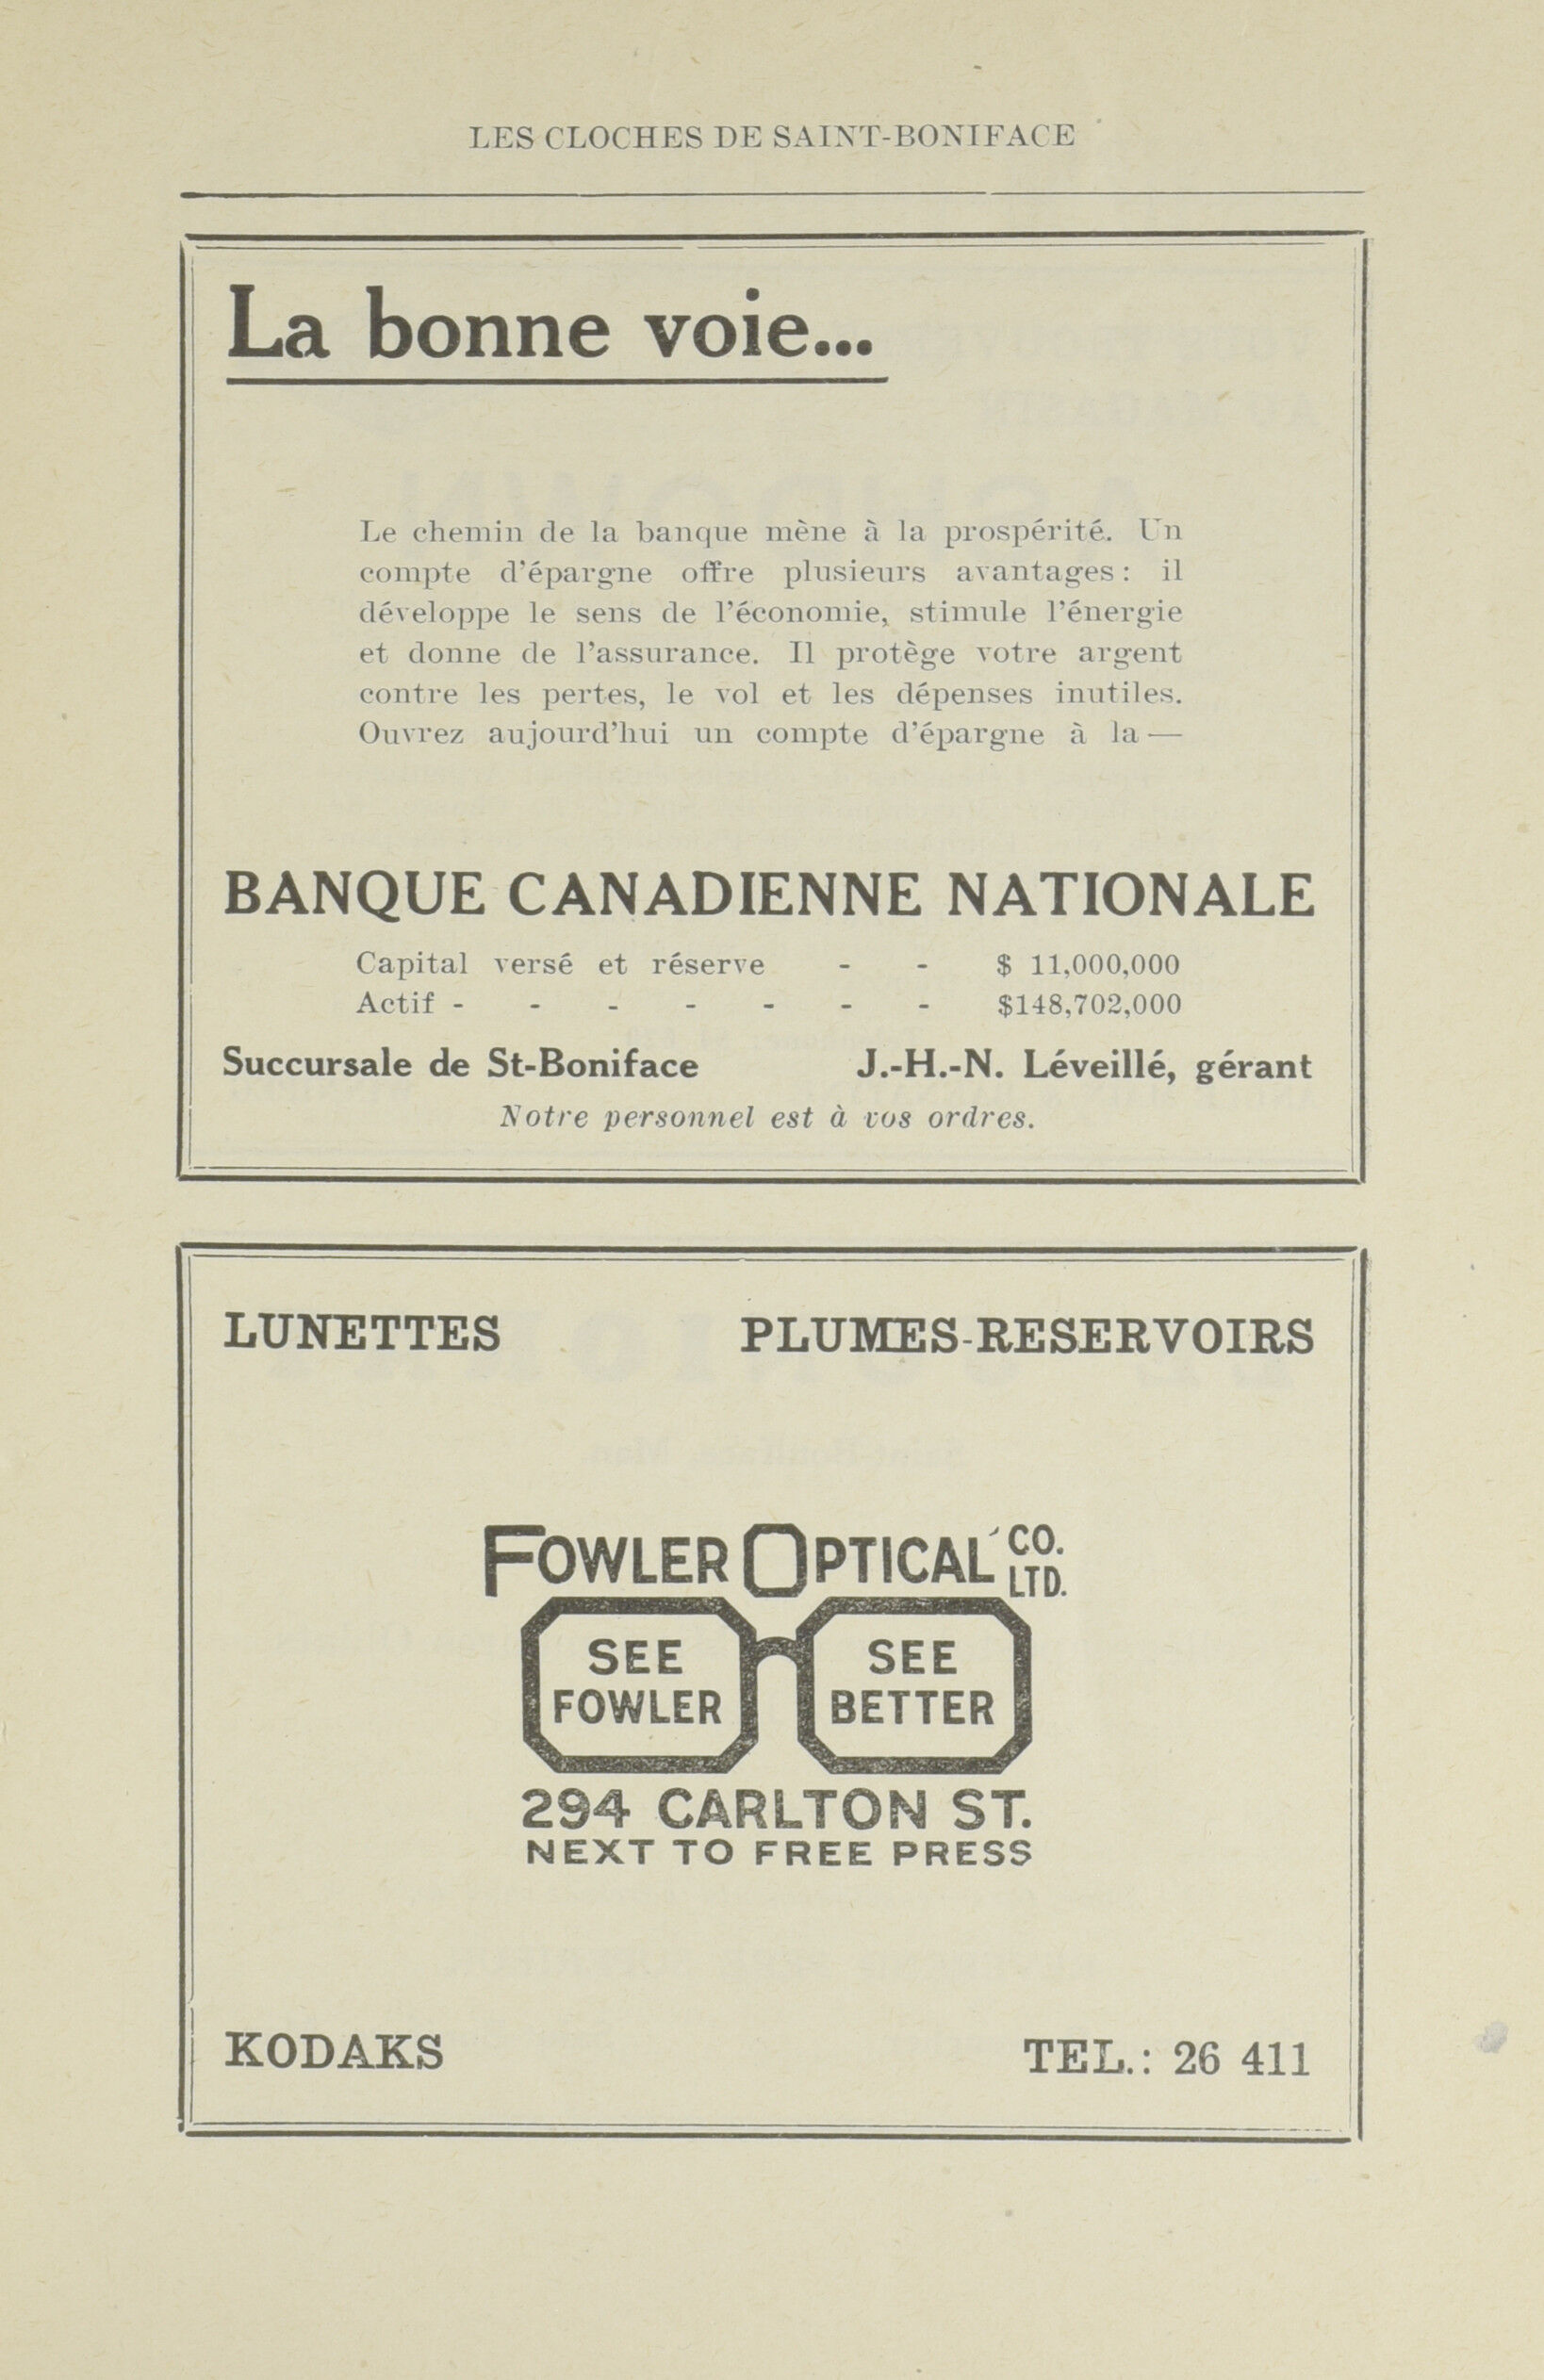 LES CLOCHES DE SAINT-BONIFACE
La bonne voie...
Le chemin de la banque mène à la prospérité. Un
compte d'épargne offre plusieurs avantages: il
développe le sens de l'économie, stimule l'énergie
et donne de l'assurance. Il protège votre argent
contre les pertes, le vol et les dépenses inutiles.
Ouvrez aujourd'hui un compte d'épargne à la—
BANQUE CANADIENNE NATIONALE
Capital versé et réserve - - $ 11,000,000
Actif - - - - - - - $148,702,000
Succursale de St-Boniface J.-H.-N. Léveillé, gérant
Notre personnel est à vos ordres.
LUNETTES PLUMES-RESERVOIRS
FOWLER OPTICAL CO. LTD.
SEE FOWLER
SEE BETTER
294 CARLTON ST.
NEXT TO FREE PRESS
KODAKS TEL.: 26 411